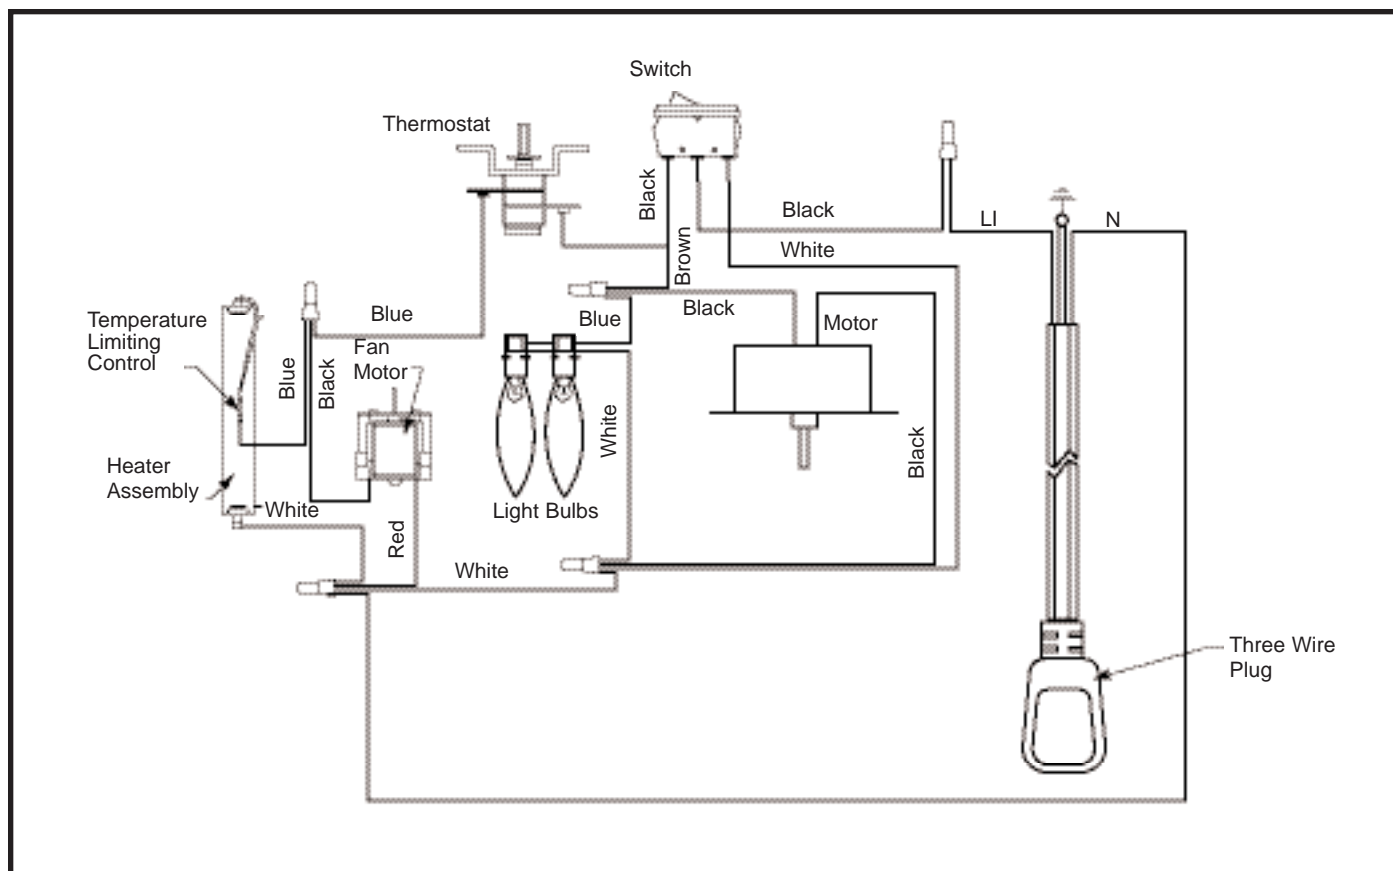 Switch
Thermostat
Black
Black
LI
N
White
Brown
Blue
Black
Blue
Motor
Temperature
Limiting
Control
Fan
Motor
Blue
Black
White
Black
Heater
Assembly
White
Light Bulbs
Red
White
Three Wire
Plug